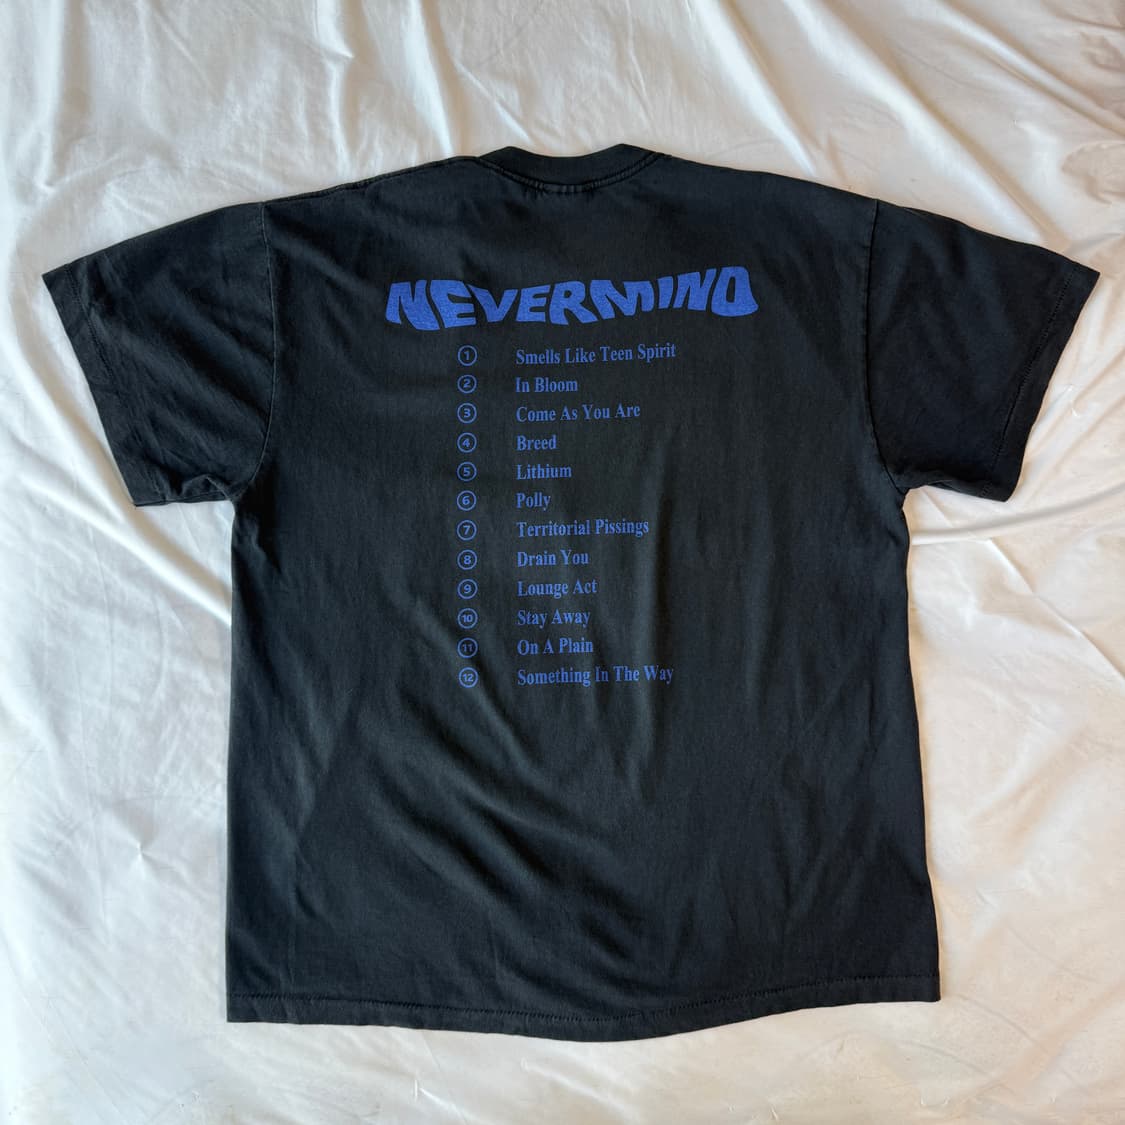 NEVERMIND
1 Smells Like Teen Spirit
2 In Bloom
3 Come As You Are
4 Breed
5 Lithium
6 Polly
7 Territorial Pissings
8 Drain You
9 Lounge Act
10 Stay Away
11 On A Plain
12 Something In The Way